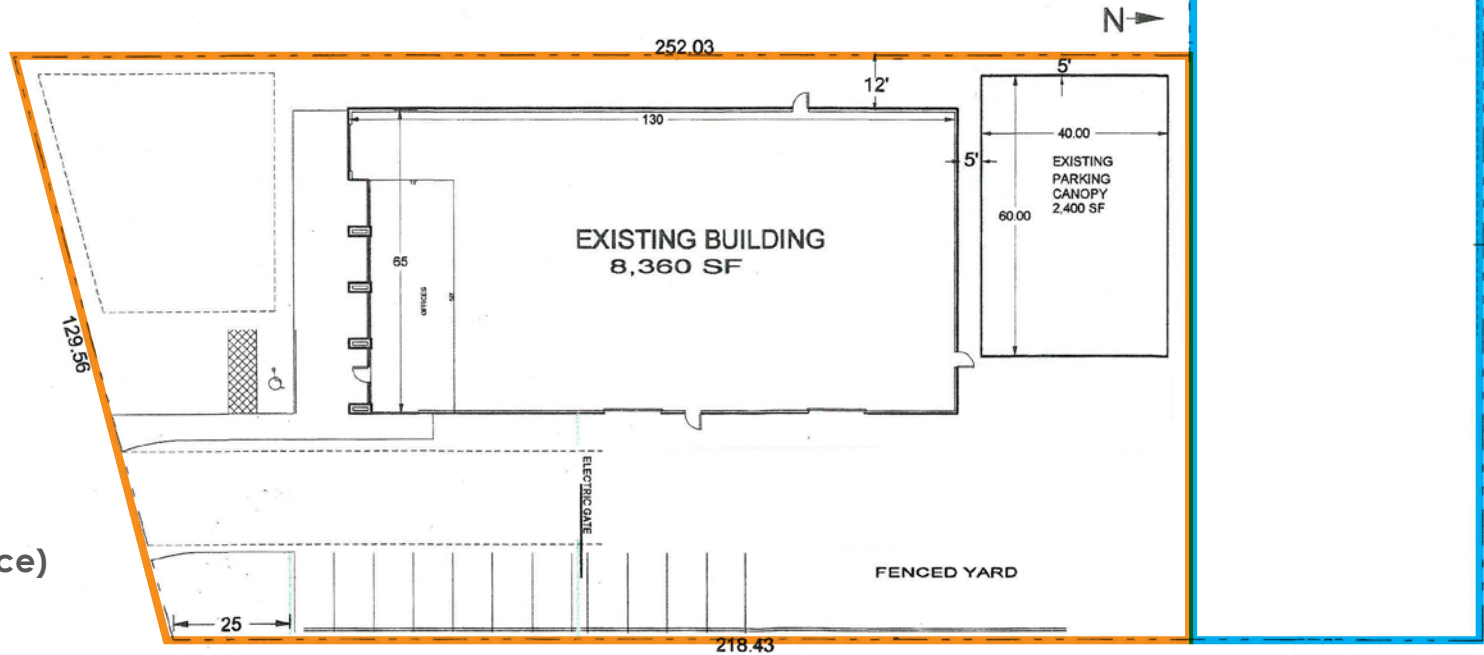 N
252.03
12'
5'
130
40.00
5'
EXISTING
PARKING
CANOPY
2,400 SF
60.00
EXISTING BUILDING
8,360 SF
65
OFFICES
129.56
ELECTRIC GATE
ce)
FENCED YARD
25
218.43